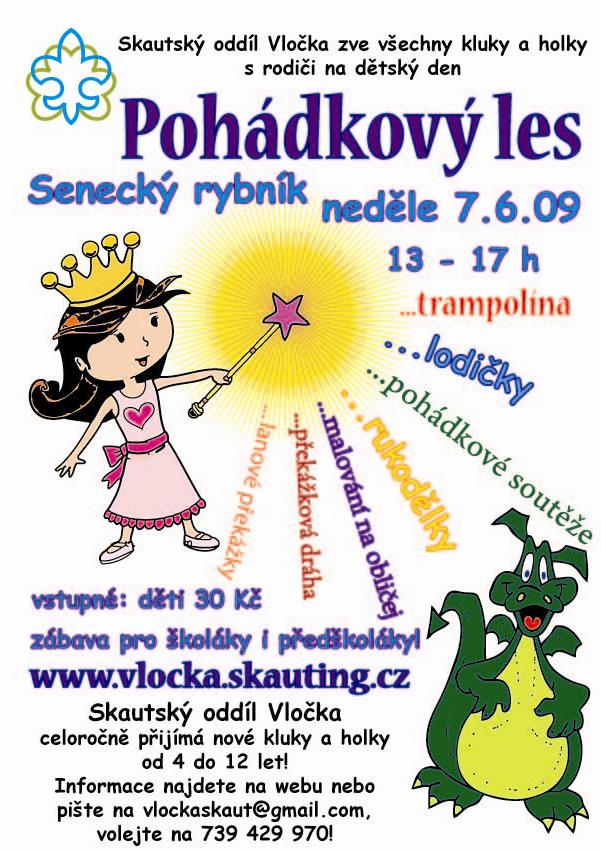 Skautský oddíl Vločka zve všechny kluky a holky
s rodiči na dětský den
Pohádkový les
Senecký rybník
neděle 7.6.09
13 - 17 h
...trampolína
...lodičky
...pohádkové soutěže
...rukodělky
...malování na obličej
...překážková dráha
...lanové překážky
vstupné: děti 30 Kč
zábava pro školáky i předškoláky!
www.vlocka.skauting.cz
Skautský oddíl Vločka
celoročně přijímá nové kluky a holky
od 4 do 12 let!
Informace najdete na webu nebo
pište na vlockaskaut@gmail.com,
volejte na 739 429 970!